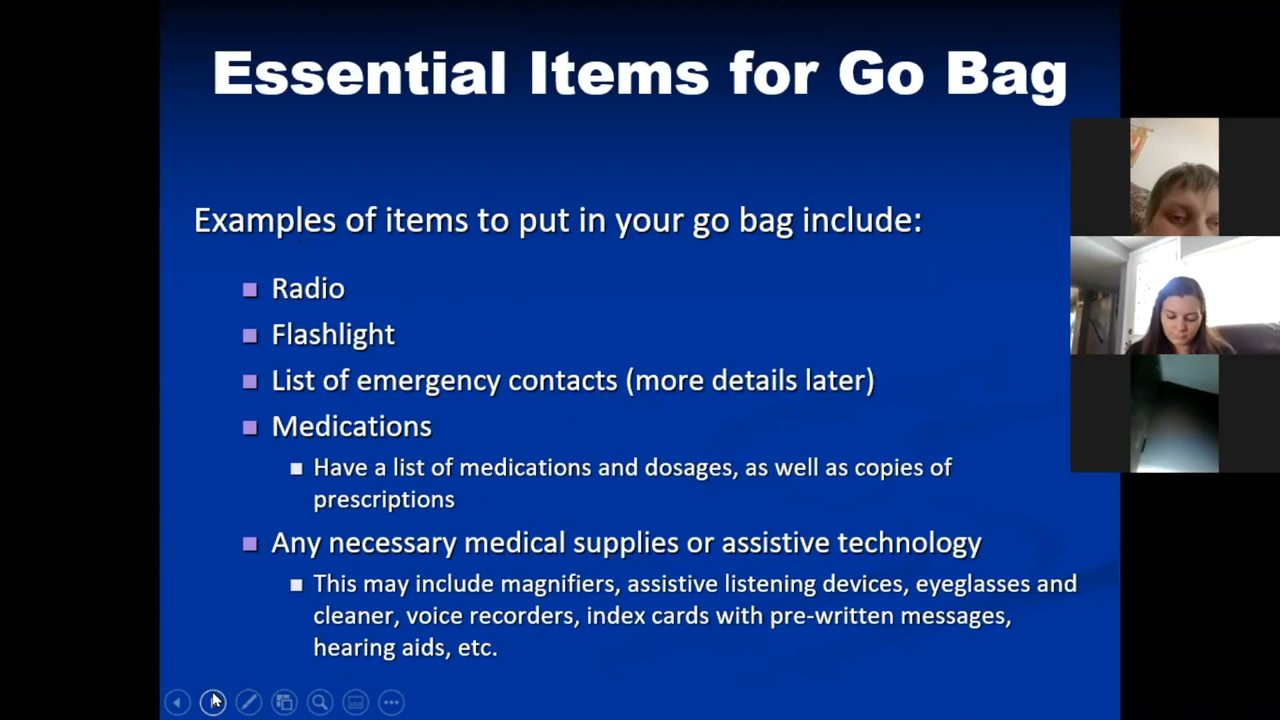 Essential Items for Go Bag
Examples of items to put in your go bag include:
Radio
Flashlight
List of emergency contacts (more details later)
Medications
Have a list of medications and dosages, as well as copies of
prescriptions
Any necessary medical supplies or assistive technology
This may include magnifiers, assistive listening devices, eyeglasses and
cleaner, voice recorders, index cards with pre-written messages,
hearing aids, etc.